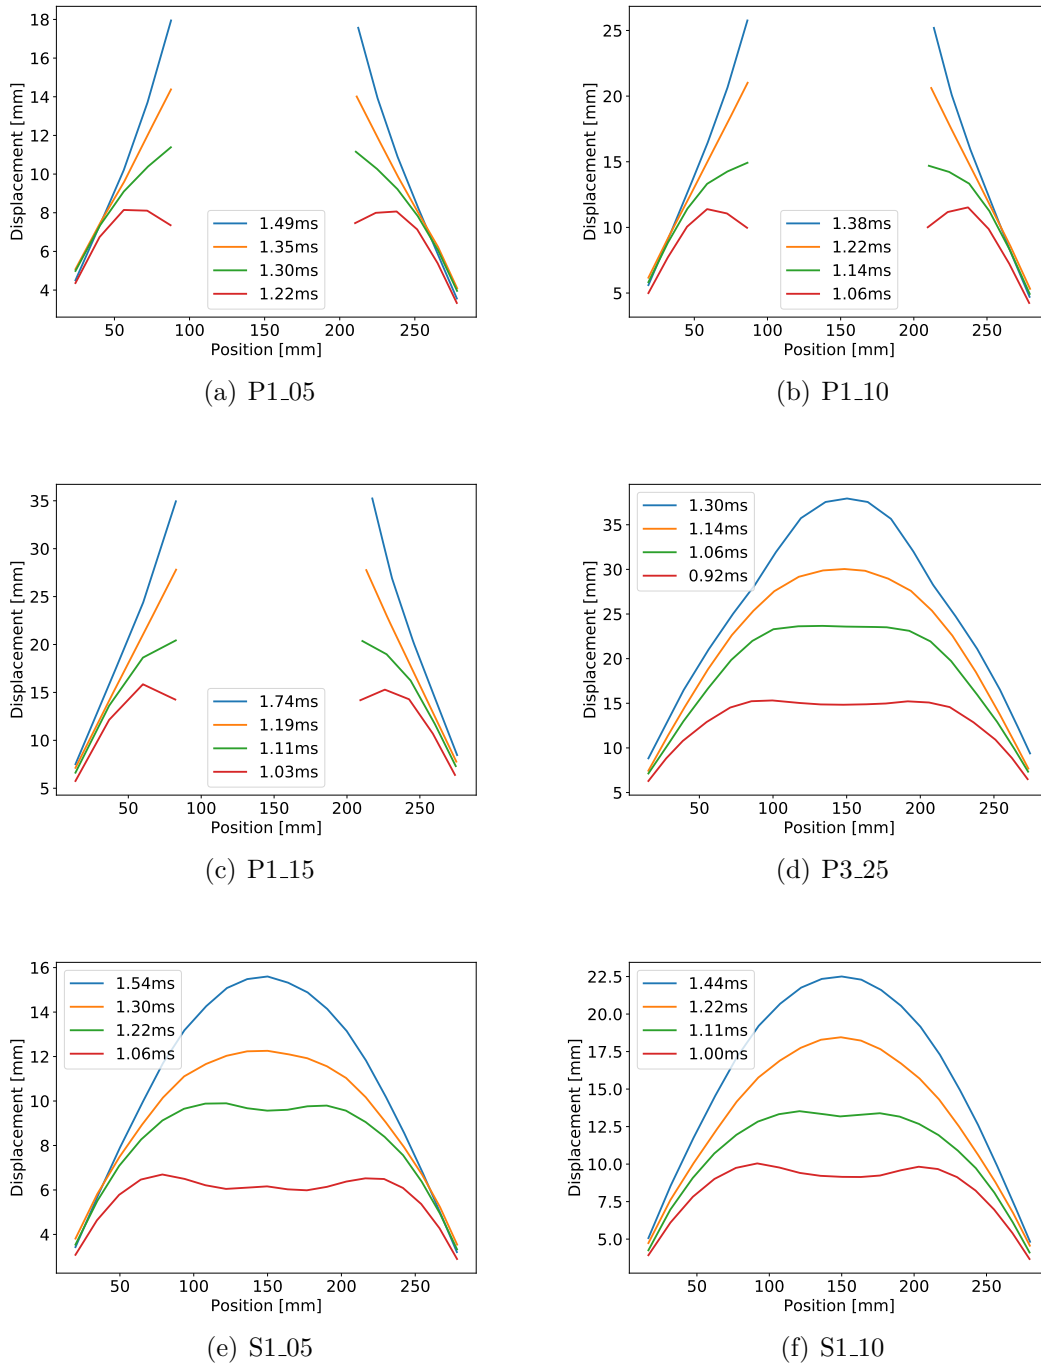 18
16
14
12
10
8
6
4
Displacement [mm]
1.49ms
1.35ms
1.30ms
1.22ms
50 100 150 200 250
Position [mm]
(a) P1_05
25
20
15
10
5
Displacement [mm]
1.38ms
1.22ms
1.14ms
1.06ms
50 100 150 200 250
Position [mm]
(b) P1_10
35
30
25
20
15
10
5
Displacement [mm]
1.74ms
1.19ms
1.11ms
1.03ms
50 100 150 200 250
Position [mm]
(c) P1_15
35
30
25
20
15
10
5
Displacement [mm]
1.30ms
1.14ms
1.06ms
0.92ms
50 100 150 200 250
Position [mm]
(d) P3_25
16
14
12
10
8
6
4
Displacement [mm]
1.54ms
1.30ms
1.22ms
1.06ms
50 100 150 200 250
Position [mm]
(e) S1_05
22.5
20.0
17.5
15.0
12.5
10.0
7.5
5.0
Displacement [mm]
1.44ms
1.22ms
1.11ms
1.00ms
50 100 150 200 250
Position [mm]
(f) S1_10